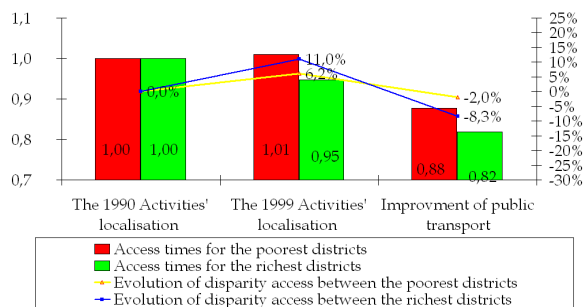 1,1
1,0
0,9
0,8
0,7
25%
20%
15%
10%
5%
0%
-5%
-10%
-15%
-20%
-25%
-30%
0,0%
11,0%
6,2%
-2,0%
-8,3%
1,00
1,00
1,01
0,95
0,88
0,82
The 1990 Activities'
localisation
The 1999 Activities'
localisation
Improvment of public
transport
Access times for the poorest districts
Access times for the richest districts
Evolution of disparity access between the poorest districts
Evolution of disparity access between the richest districts